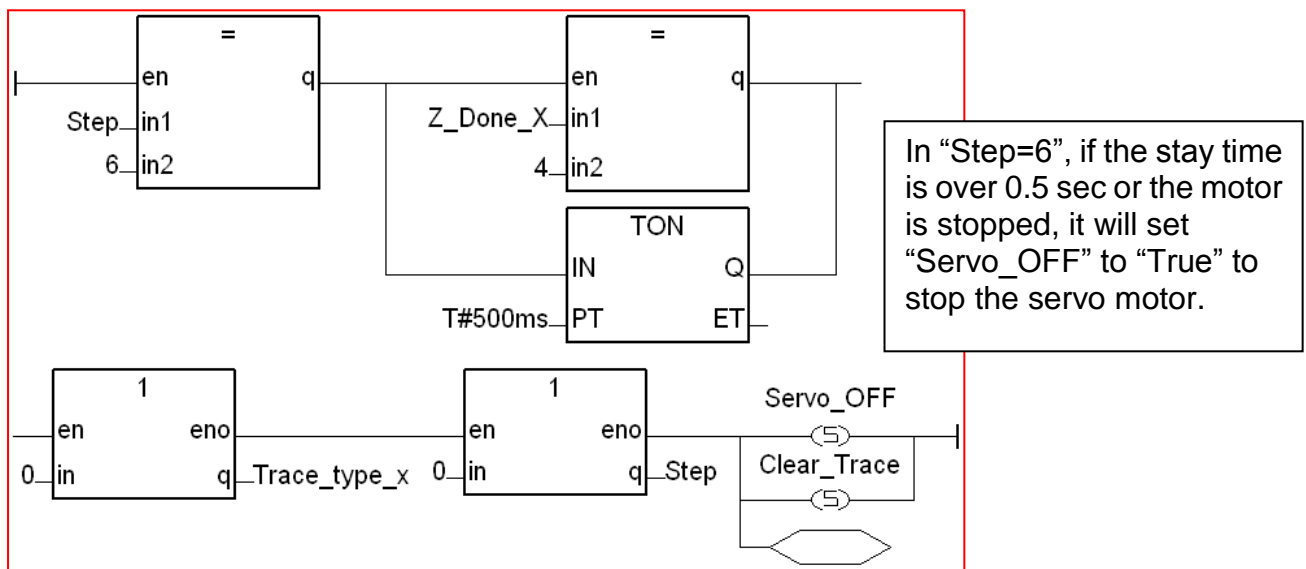 = =
en q en q
Step in1 Z_Done_X in1
6 in2 4 in2
TON
IN Q
T#500ms PT ET
In “Step=6”, if the stay time
is over 0.5 sec or the motor
is stopped, it will set
“Servo_OFF” to “True” to
stop the servo motor.
1 1 Servo_OFF
en eno en eno S
0 in q Trace_type_x 0 in q Step Clear_Trace
S